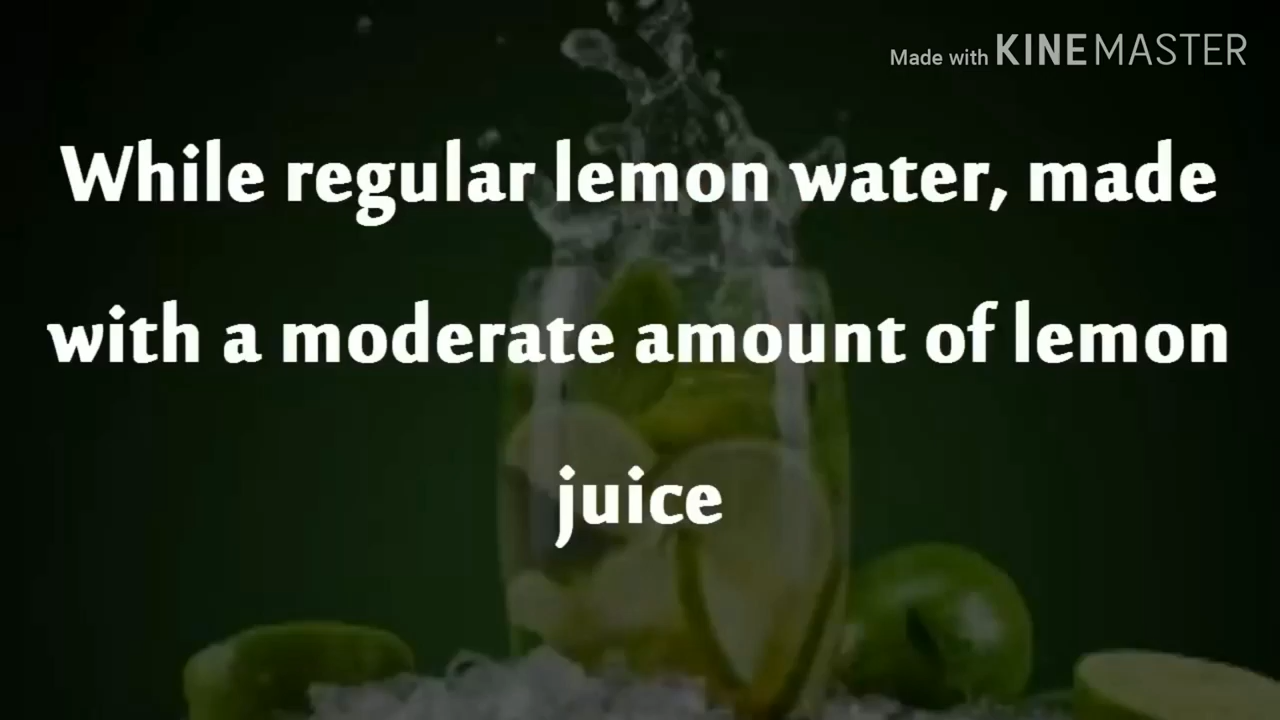 Made with KINEMASTER
While regular lemon water, made
with a moderate amount of lemon
juice